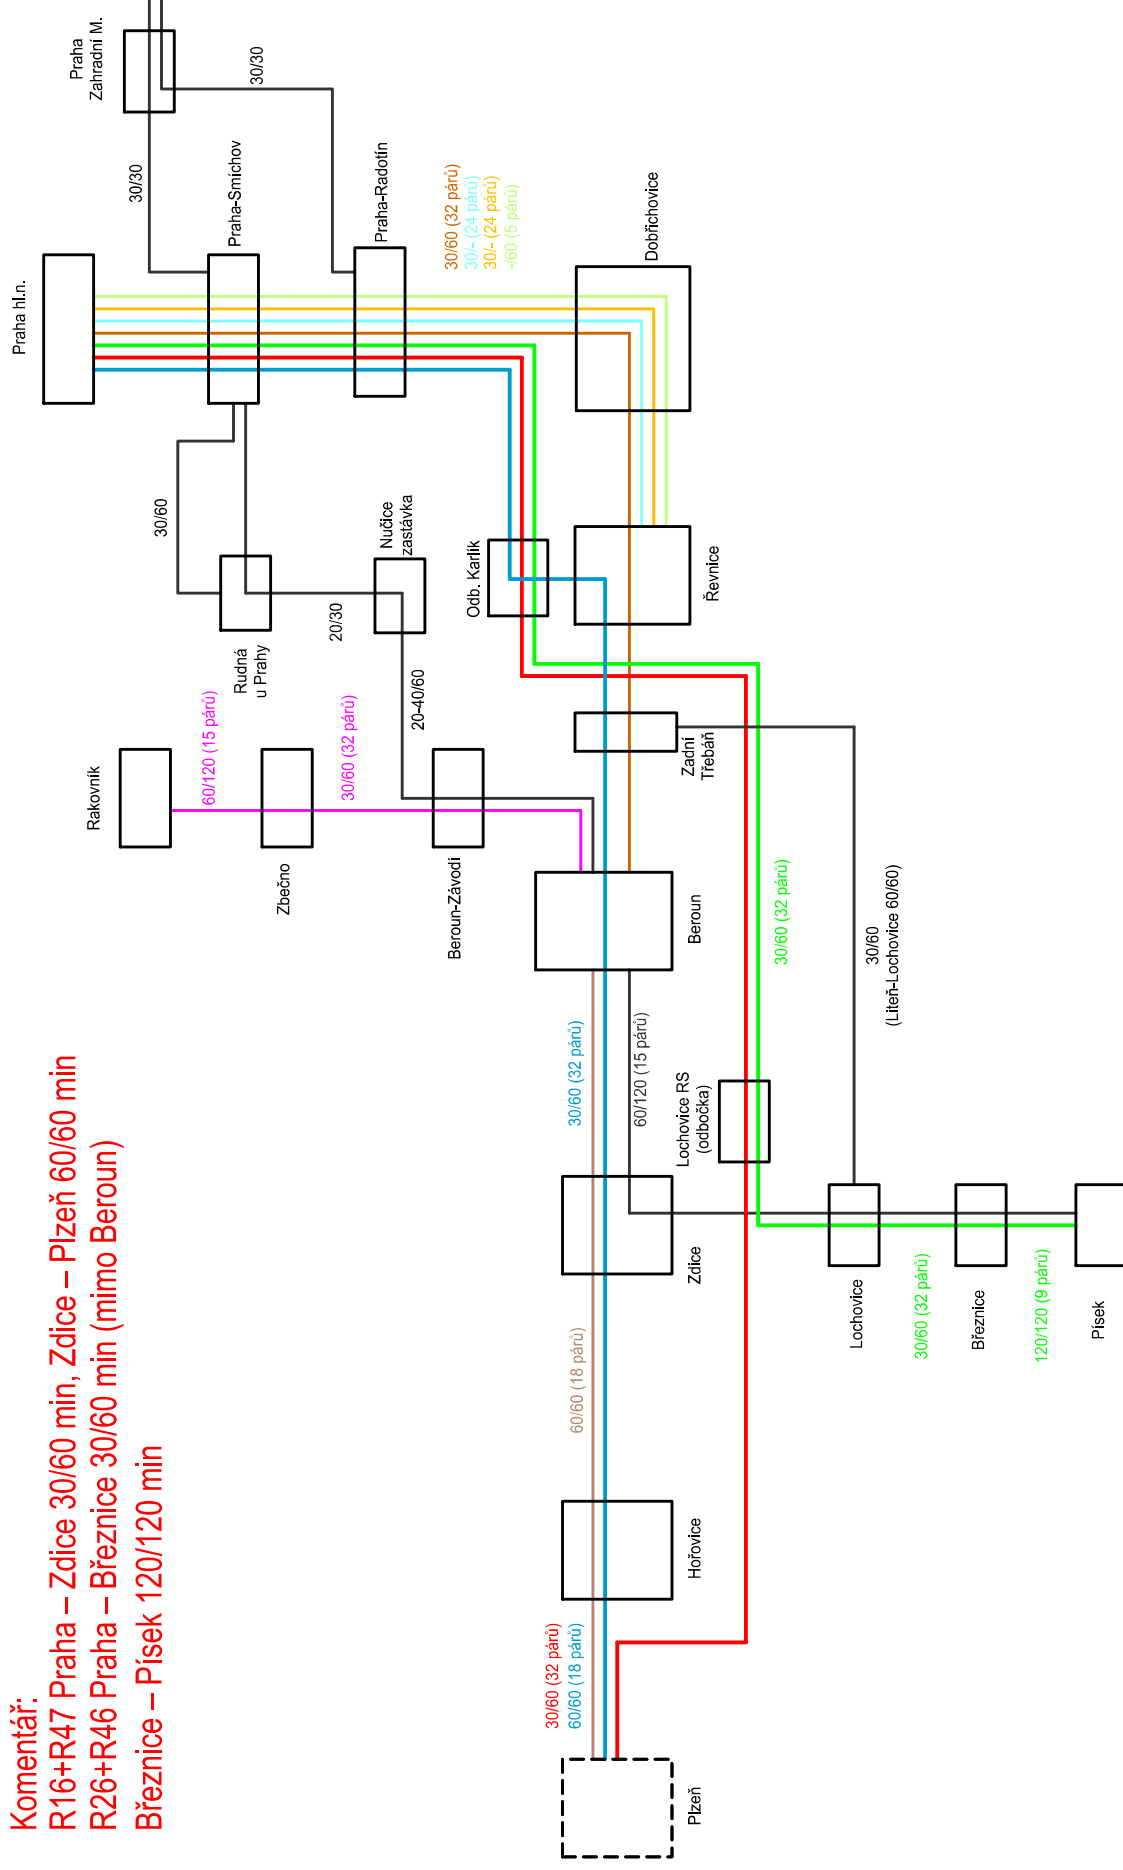 Komentář:
R16+R47 Praha – Zdice 30/60 min, Zdice – Plzeň 60/60 min
R26+R46 Praha – Březnice 30/60 min (mimo Beroun)
Březnice – Písek 120/120 min
Praha
Zahradní M.
30/30
30/30
Praha hl.n.
Praha-Smíchov
Praha-Radotín
30/60 (32 párů)
30/- (24 párů)
30/- (24 párů)
-/60 (5 párů)
Dobřichovice
30/60
Rudná
u Prahy
20/30
Nučice
zastávka
20-40/60
Odb. Karlík
Řevnice
Rakovník
60/120 (15 párů)
Zbečno
30/60 (32 párů)
Beroun-Závodí
Zadní
Třebáň
Beroun
30/60 (32 párů)
30/60
(Liteň-Lochovice 60/60)
30/60 (32 párů)
60/120 (15 párů)
Lochovice RS
(odbočka)
Zdice
Lochovice
30/60 (32 párů)
Březnice
120/120 (9 párů)
Písek
60/60 (18 párů)
Hořovice
30/60 (32 párů)
60/60 (18 párů)
Plzeň